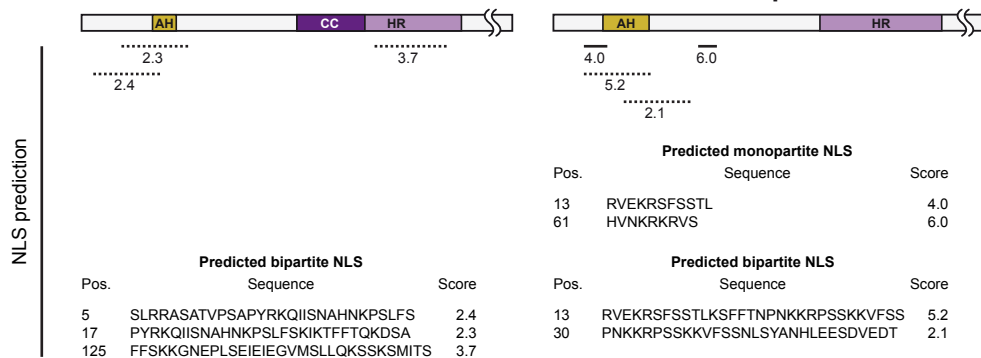 AH CC HR
2.3 3.7
2.4
AH HR
4.0 6.0
5.2
2.1
NLS prediction
Predicted monopartite NLS
Pos. Sequence Score
13 RVEKRSFSSTL 4.0
61 HVNKRKRVS 6.0
Predicted bipartite NLS
Pos. Sequence Score
5 SLRRASATVPSAPYRKQIISNAHNKPSLFS 2.4
17 PYRKQIISNAHNKPSLFSKIKTFFTQKDSA 2.3
125 FFSKKGNEPLSEIEIEGVMSLLQKSSKSMITS 3.7
Predicted bipartite NLS
Pos. Sequence Score
13 RVEKRSFSSTLKSFFTNPNKKRPSSKKVFSS 5.2
30 PNKKRPSSKKVFSSNLSYANHLEESDVEDT 2.1